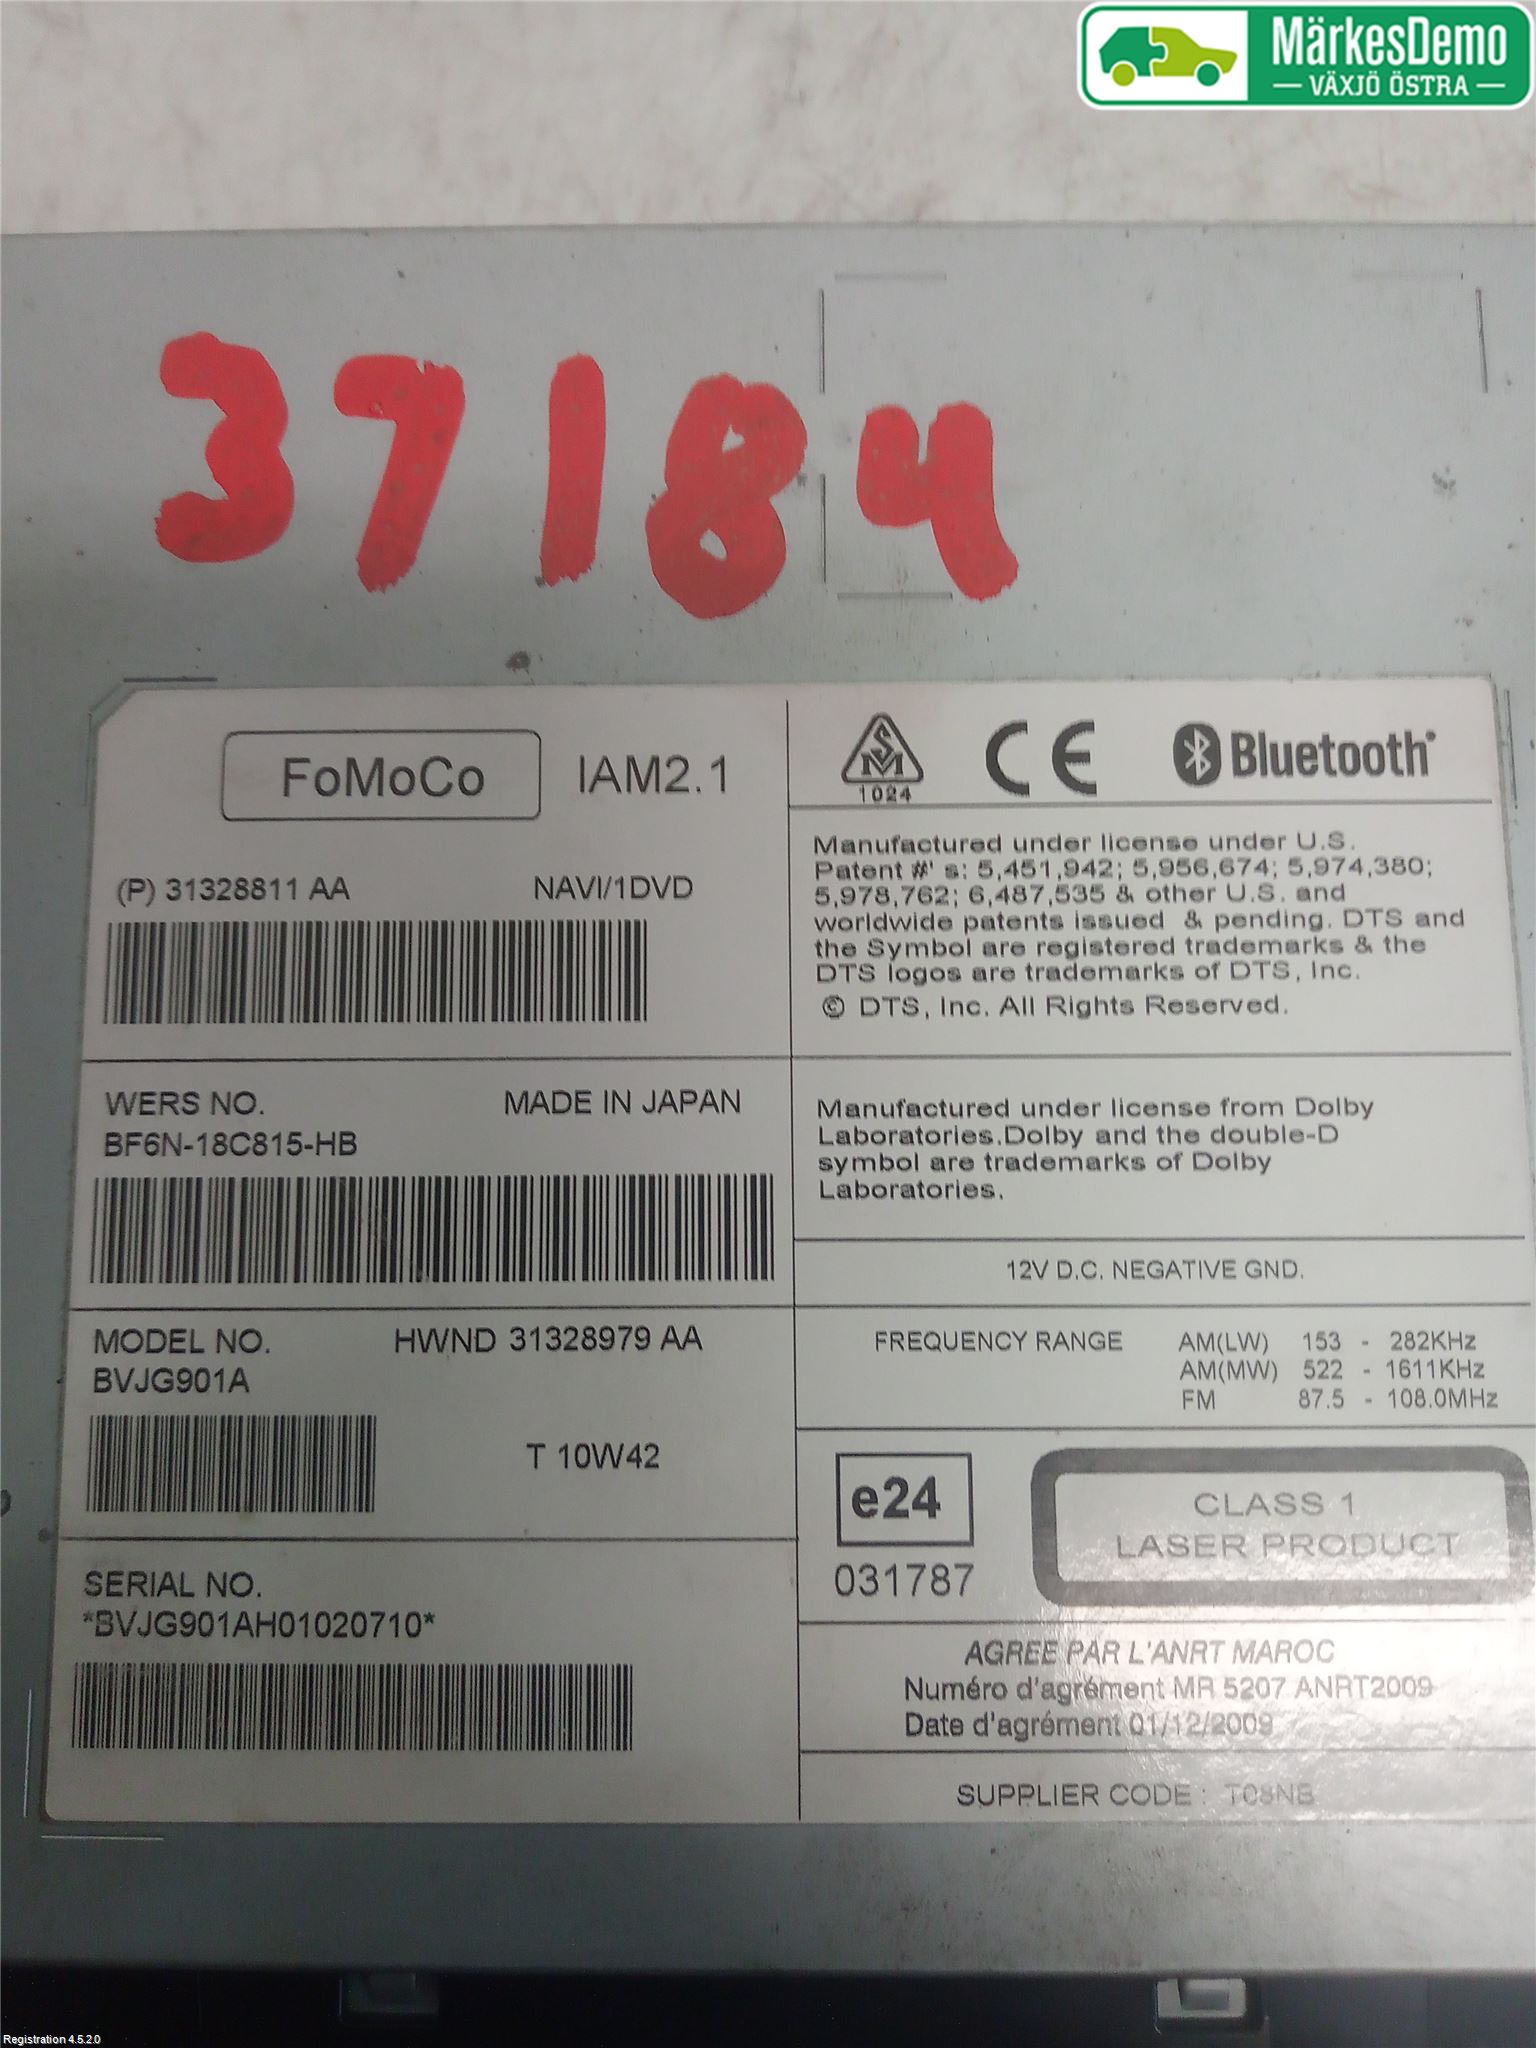 MärkesDemo
VÄXJÖ ÖSTRA
37184
FoMoCo
IAM2.1
(P) 31328811 AA NAVI/1DVD
WERS NO. MADE IN JAPAN
BF6N-18C815-HB
MODEL NO. HWND 31328979 AA
BVJG901A
T 10W42
SERIAL NO.
*BVJG901AH01020710*
SM
1024
CE
Bluetooth®
Manufactured under license under U.S.
Patent #' s: 5,451,942; 5,956,674; 5,974,380;
5,978,762; 6,487,535 & other U.S. and
worldwide patents issued & pending. DTS and
the Symbol are registered trademarks & the
DTS logos are trademarks of DTS, Inc.
© DTS, Inc. All Rights Reserved.
Manufactured under license from Dolby
Laboratories.Dolby and the double-D
symbol are trademarks of Dolby
Laboratories.
12V D.C. NEGATIVE GND.
FREQUENCY RANGE AM(LW) 153 - 282KHz
AM(MW) 522 - 1611KHz
FM 87.5 - 108.0MHz
e24
031787
CLASS 1
LASER PRODUCT
AGREE PAR L'ANRT MAROC
Numéro d'agrément MR 5207 ANRT2009
Date d'agrément 01/12/2009
SUPPLIER CODE : T08NB
Registration 4.5.2.0